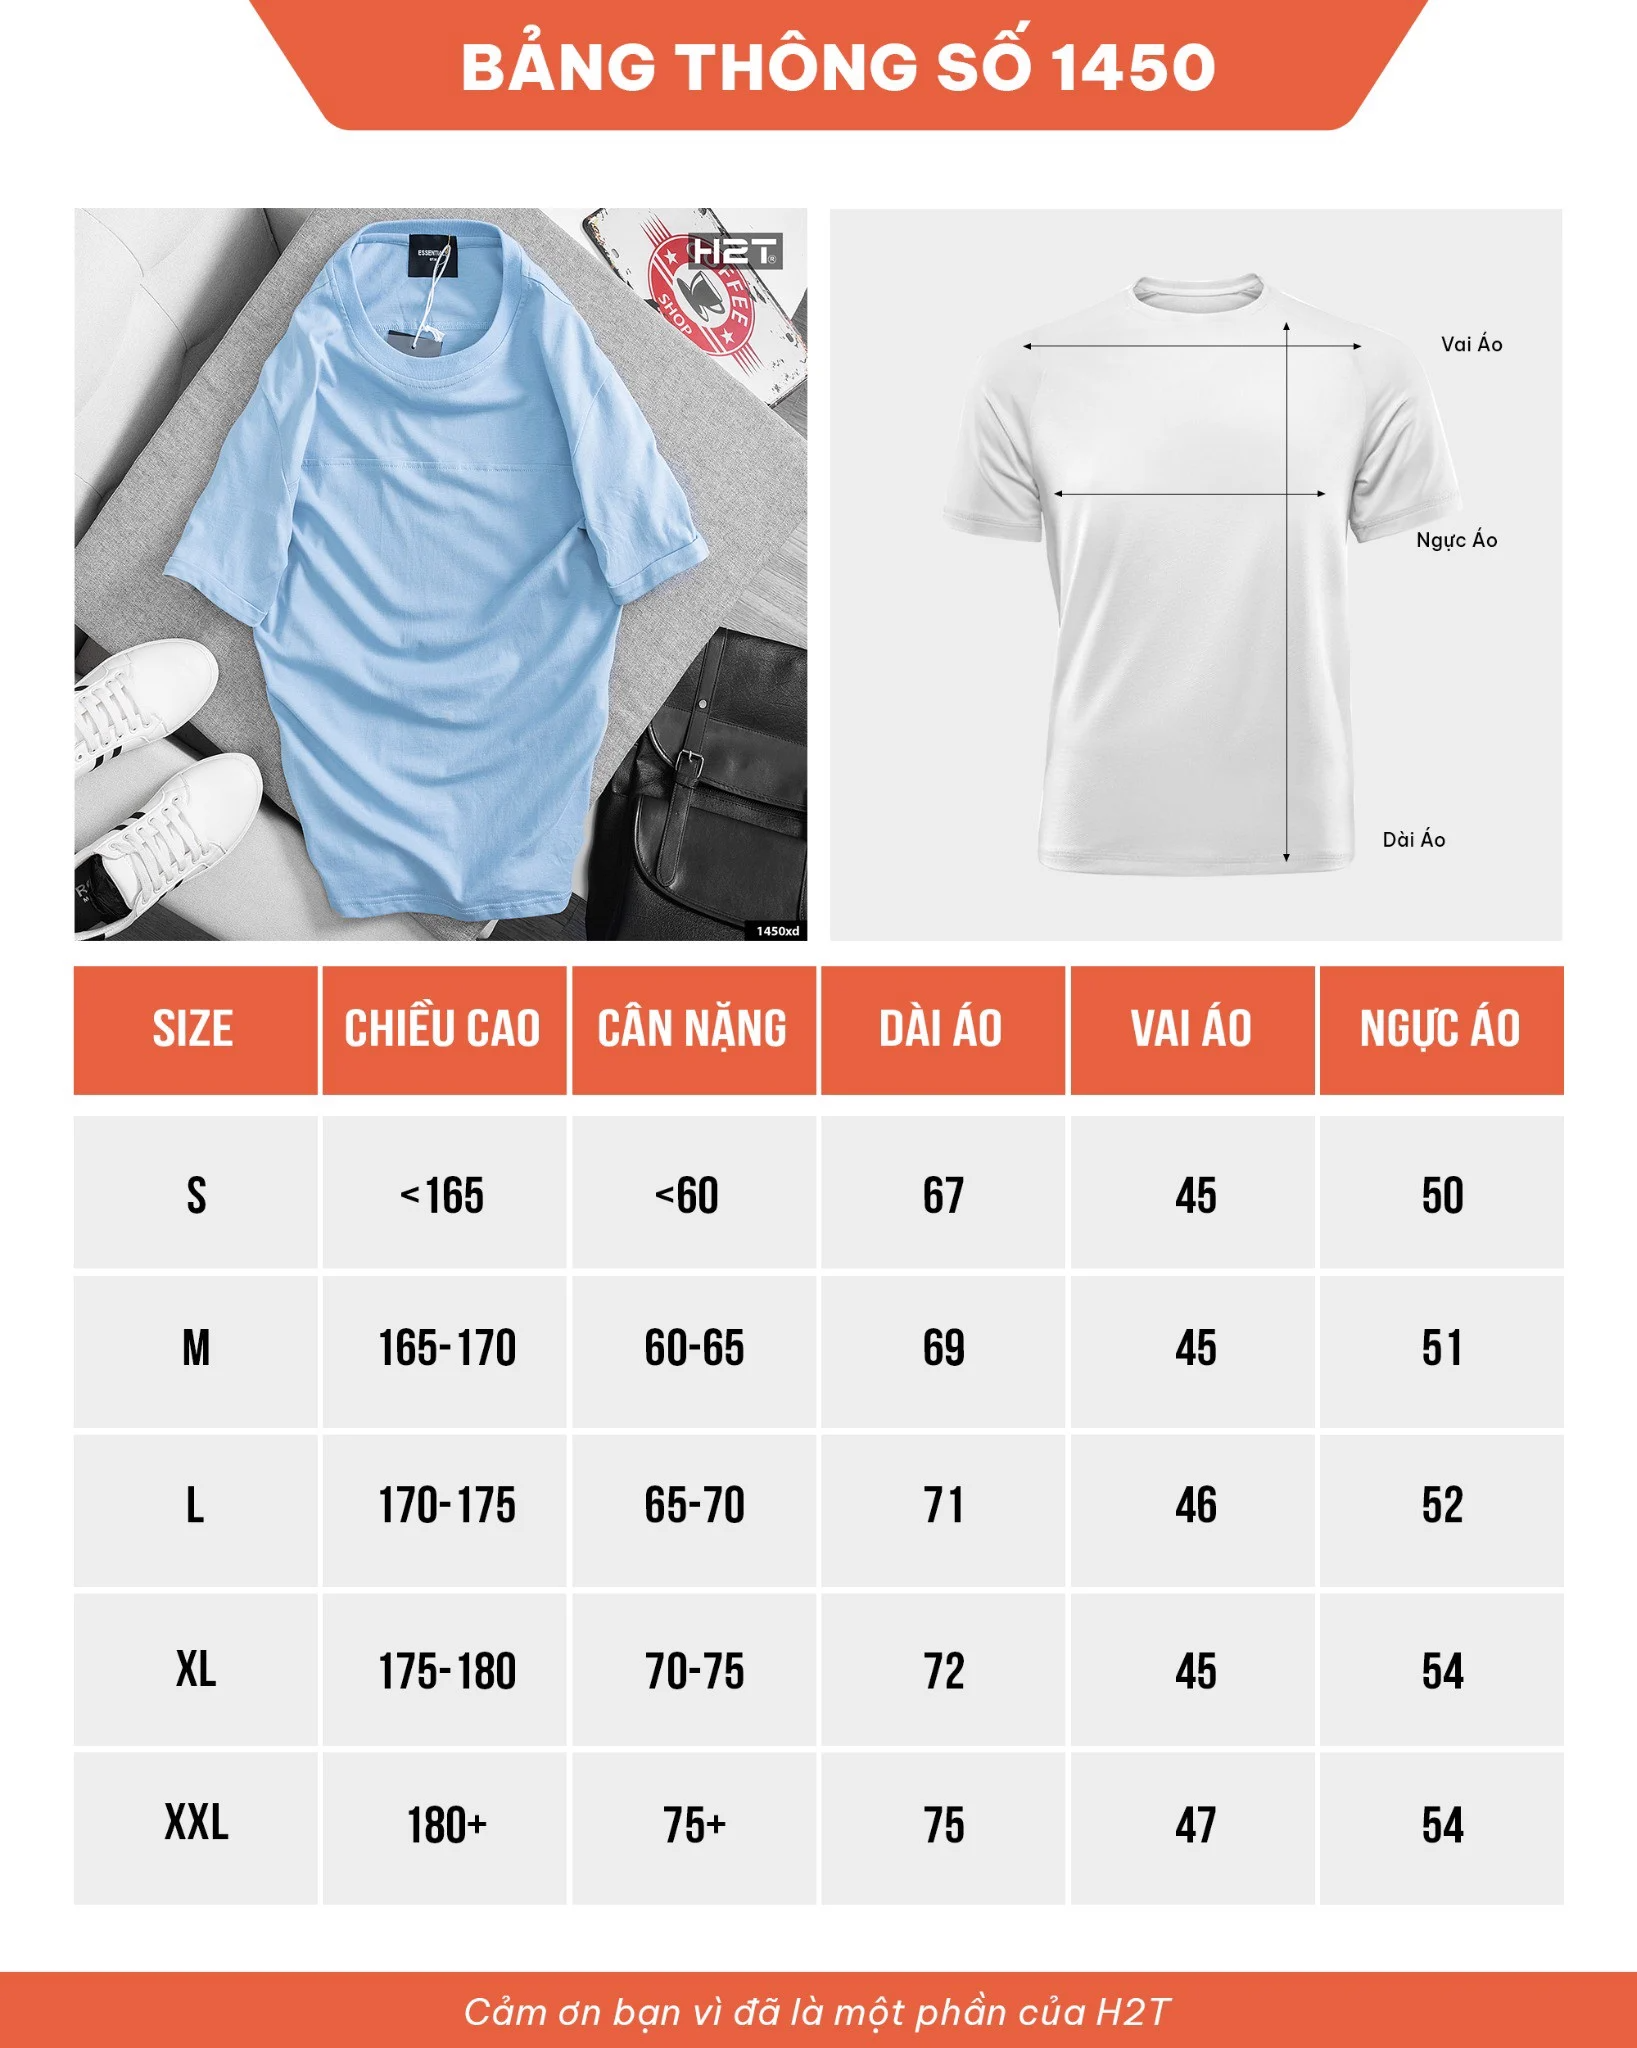 BẢNG THÔNG SỐ 1450
ESSENTIALS
H2T®
COFFEE
SHOP
1450xd
Vai Áo
Ngực Áo
Dài Áo
SIZE CHIỀU CAO CÂN NẶNG DÀI ÁO VAI ÁO NGỰC ÁO
S <165 <60 67 45 50
M 165-170 60-65 69 45 51
L 170-175 65-70 71 46 52
XL 175-180 70-75 72 45 54
XXL 180+ 75+ 75 47 54
Cảm ơn bạn vì đã là một phần của H2T